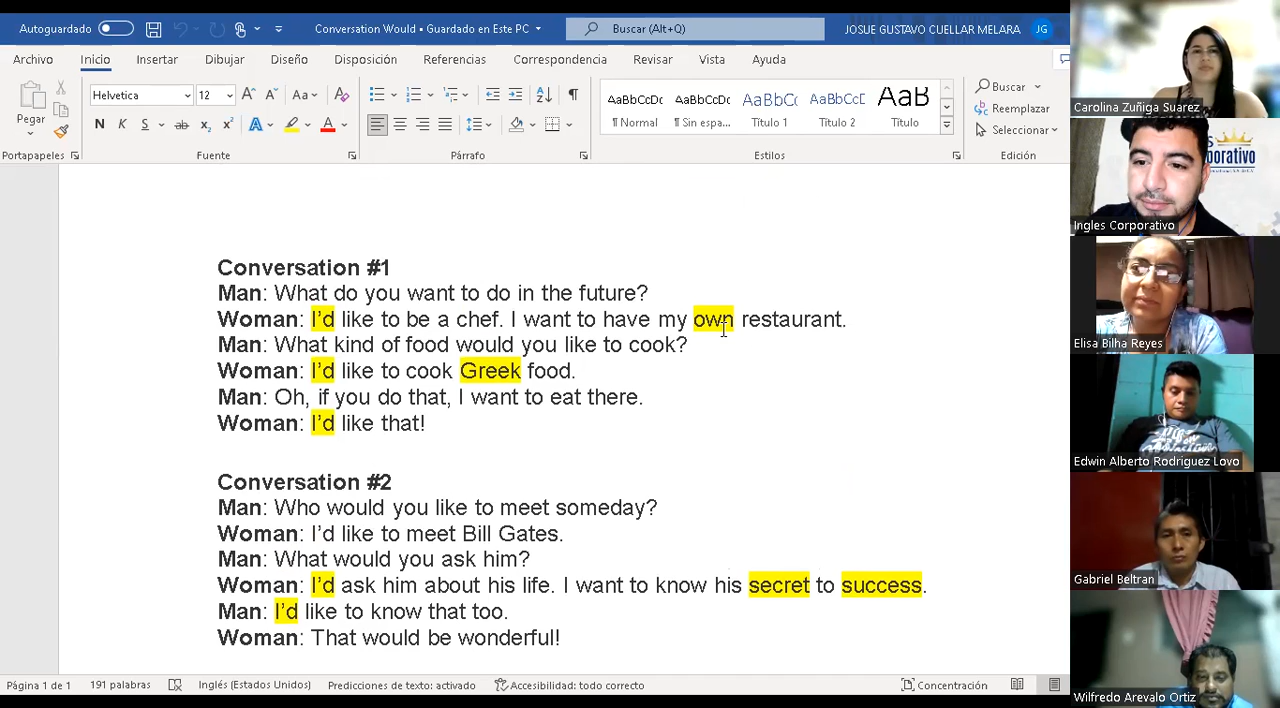 Autoguardado
Conversation Would • Guardado en Este PC
Buscar (Alt+Q)
JOSUE GUSTAVO CUELLAR MELARA
JG
Archivo Inicio Insertar Dibujar Diseño Disposición Referencias Correspondencia Revisar Vista Ayuda
Pegar
Portapapeles
Helvetica 12
N K S ab x₂ x² A A
Fuente
Párrafo
AaBbCcDc AaBbCcDc AaBbCcC AaBbCcD AaB
¶ Normal ¶ Sin espa... Título 1 Título 2 Título
Estilos
Buscar
Reemplazar
Seleccionar
Edición
Conversation #1
Man: What do you want to do in the future?
Woman: I’d like to be a chef. I want to have my own restaurant.
Man: What kind of food would you like to cook?
Woman: I’d like to cook Greek food.
Man: Oh, if you do that, I want to eat there.
Woman: I’d like that!
Conversation #2
Man: Who would you like to meet someday?
Woman: I’d like to meet Bill Gates.
Man: What would you ask him?
Woman: I’d ask him about his life. I want to know his secret to success.
Man: I’d like to know that too.
Woman: That would be wonderful!
Página 1 de 1 191 palabras Inglés (Estados Unidos) Predicciones de texto: activado Accesibilidad: todo correcto Concentración
Carolina Zuñiga Suarez
Ingles Corporativo
Elisa Bilha Reyes
Edwin Alberto Rodriguez Lovo
Gabriel Beltran
Wilfredo Arevalo Ortiz